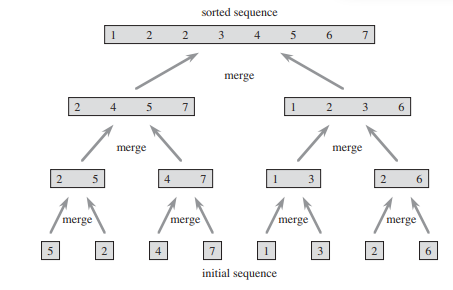 sorted sequence
1 2 2 3 4 5 6 7
merge
2 4 5 7 1 2 3 6
merge merge
2 5 4 7 1 3 2 6
merge merge merge merge
5 2 4 7 1 3 2 6
initial sequence